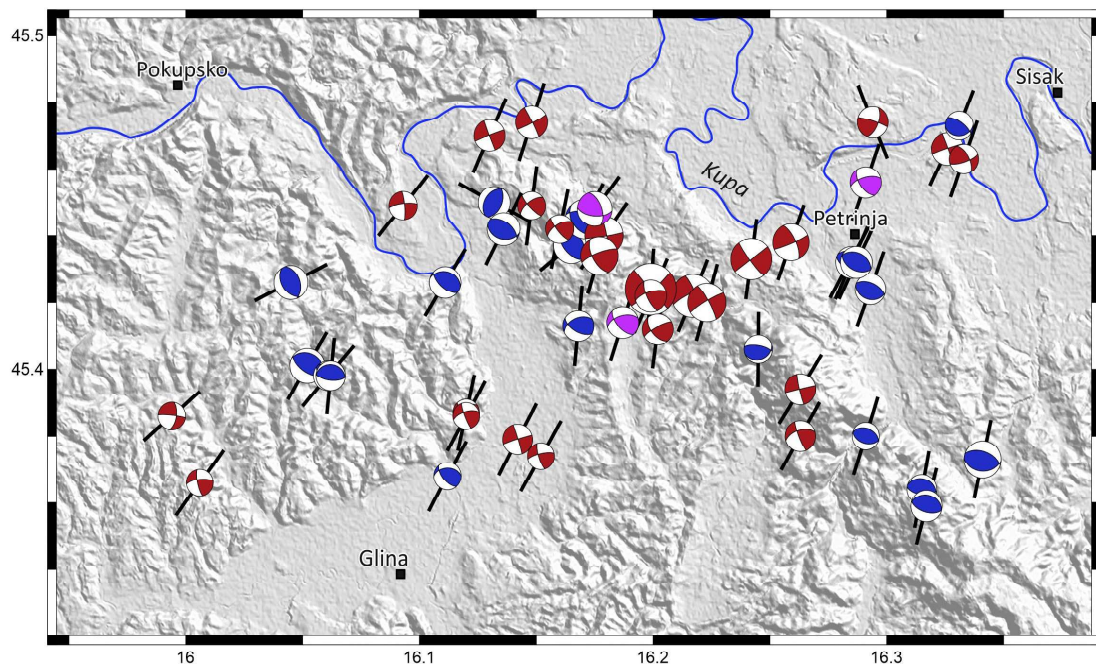 45.5
Pokupsko
Sisak
Kupa
Petrinja
45.4
Glina
16
16.1
16.2
16.3